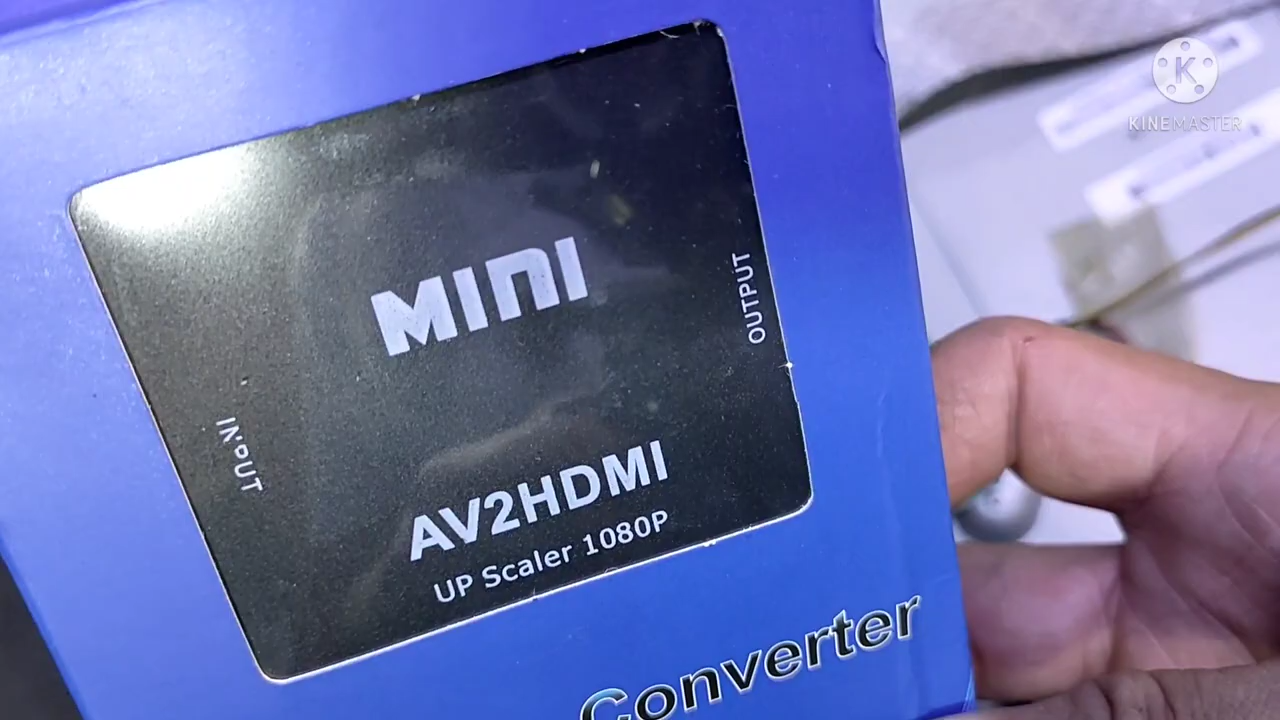 MINI
INPUT
OUTPUT
AV2HDMI
UP Scaler 1080P
Converter
K
KINEMASTER